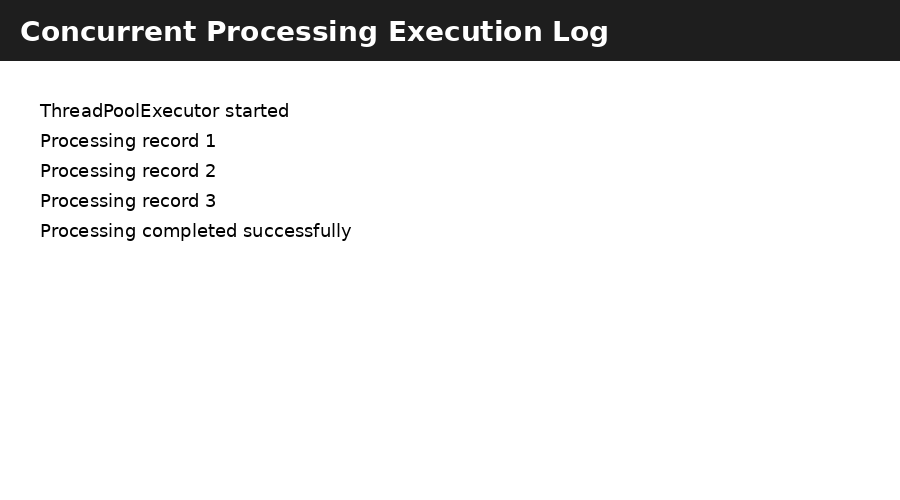 Concurrent Processing Execution Log
ThreadPoolExecutor started
Processing record 1
Processing record 2
Processing record 3
Processing completed successfully